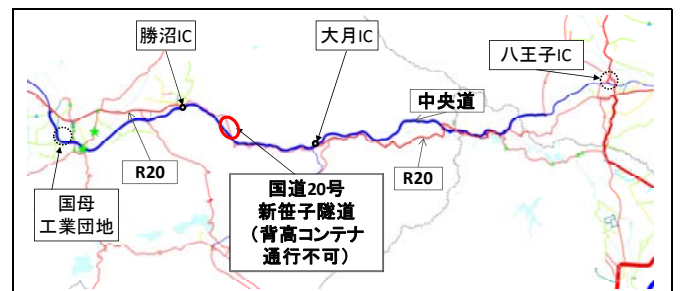 勝沼IC
大月IC
八王子IC
中央道
R20
R20
国母
工業団地
国道20号
新笹子隧道
（背高コンテナ
通行不可）